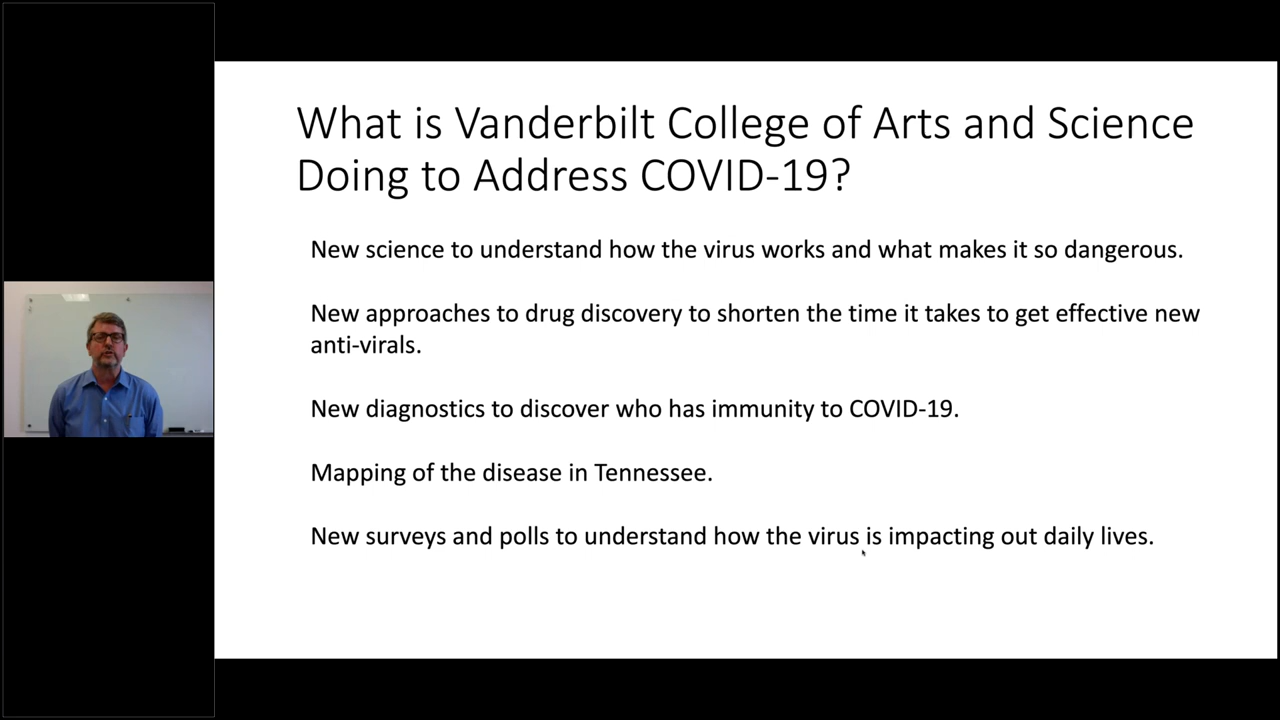 What is Vanderbilt College of Arts and Science
Doing to Address COVID-19?
New science to understand how the virus works and what makes it so dangerous.
New approaches to drug discovery to shorten the time it takes to get effective new
anti-virals.
New diagnostics to discover who has immunity to COVID-19.
Mapping of the disease in Tennessee.
New surveys and polls to understand how the virus is impacting out daily lives.